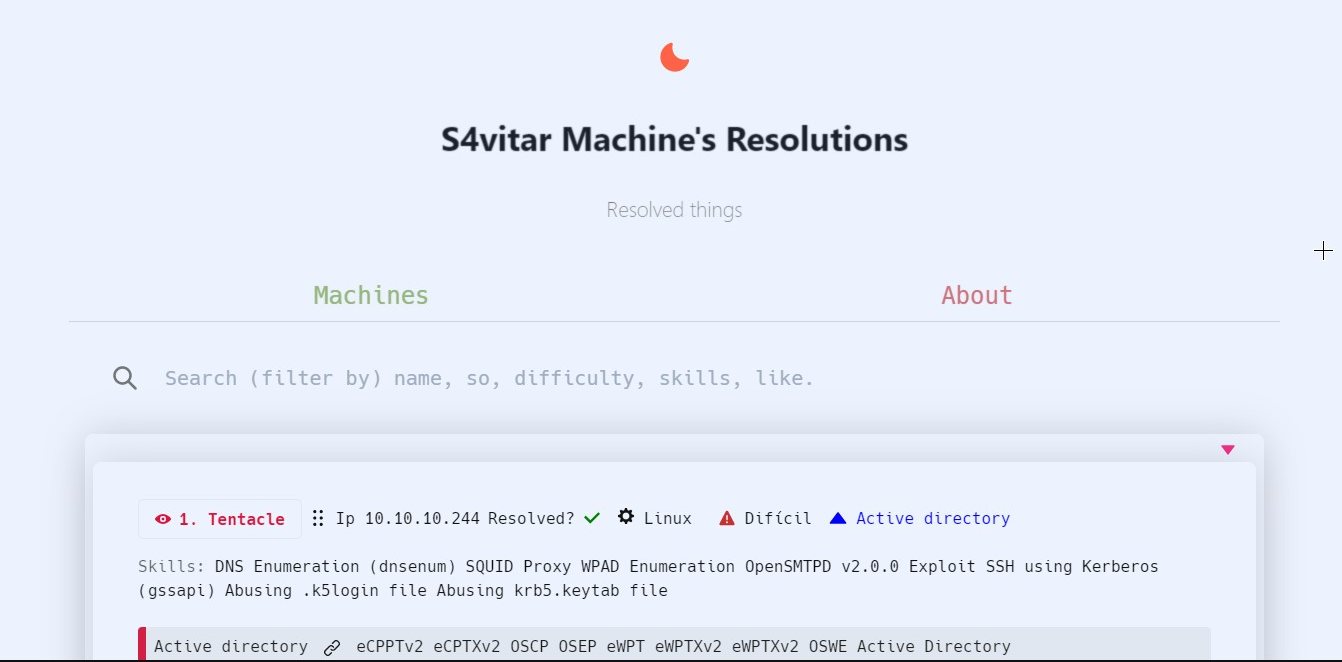 S4vitar Machine's Resolutions
Resolved things
Machines About
Search (filter by) name, so, difficulty, skills, like.
1. Tentacle Ip 10.10.10.244 Resolved? Linux Difícil Active directory
Skills: DNS Enumeration (dnsenum) SQUID Proxy WPAD Enumeration OpenSMTPD v2.0.0 Exploit SSH using Kerberos
(gssapi) Abusing .k5login file Abusing krb5.keytab file
Active directory eCPPTv2 eCPTXv2 OSCP OSEP eWPT eWPTXv2 eWPTXv2 OSWE Active Directory